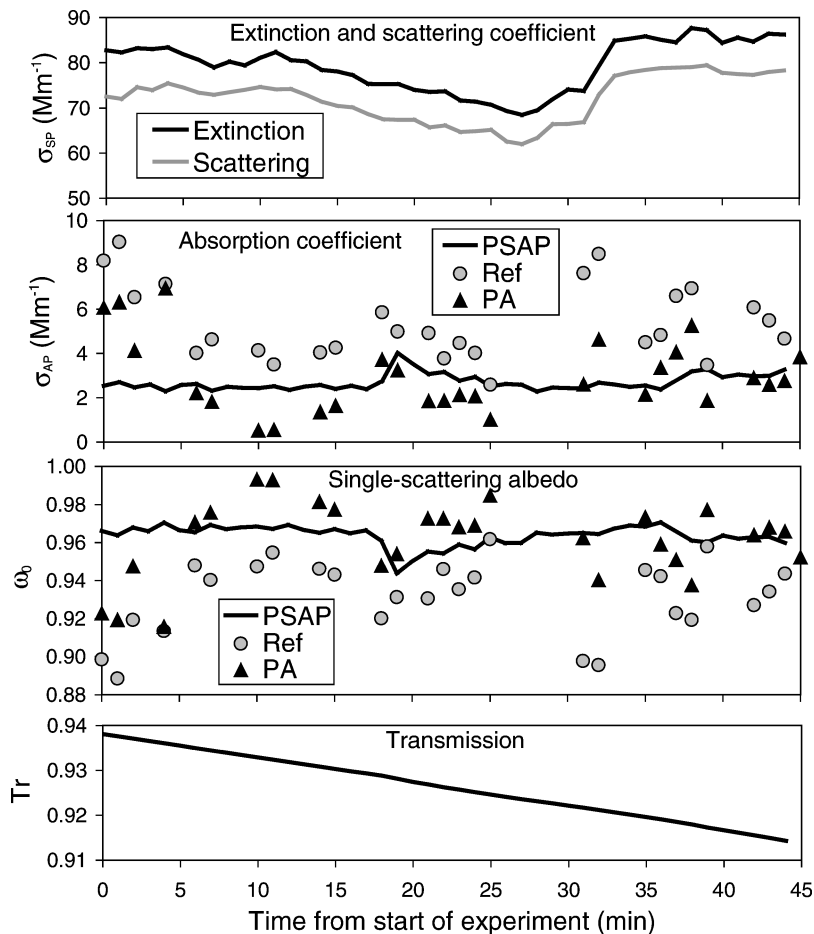 Extinction and scattering coefficient
σSP (Mm-1)
90
80
70
60
50
Extinction
Scattering
Absorption coefficient
σAP (Mm-1)
10
8
6
4
2
0
PSAP
Ref
PA
Single-scattering albedo
ω0
1.00
0.98
0.96
0.94
0.92
0.90
0.88
PSAP
Ref
PA
Transmission
Tr
0.94
0.93
0.92
0.91
0 5 10 15 20 25 30 35 40 45
Time from start of experiment (min)